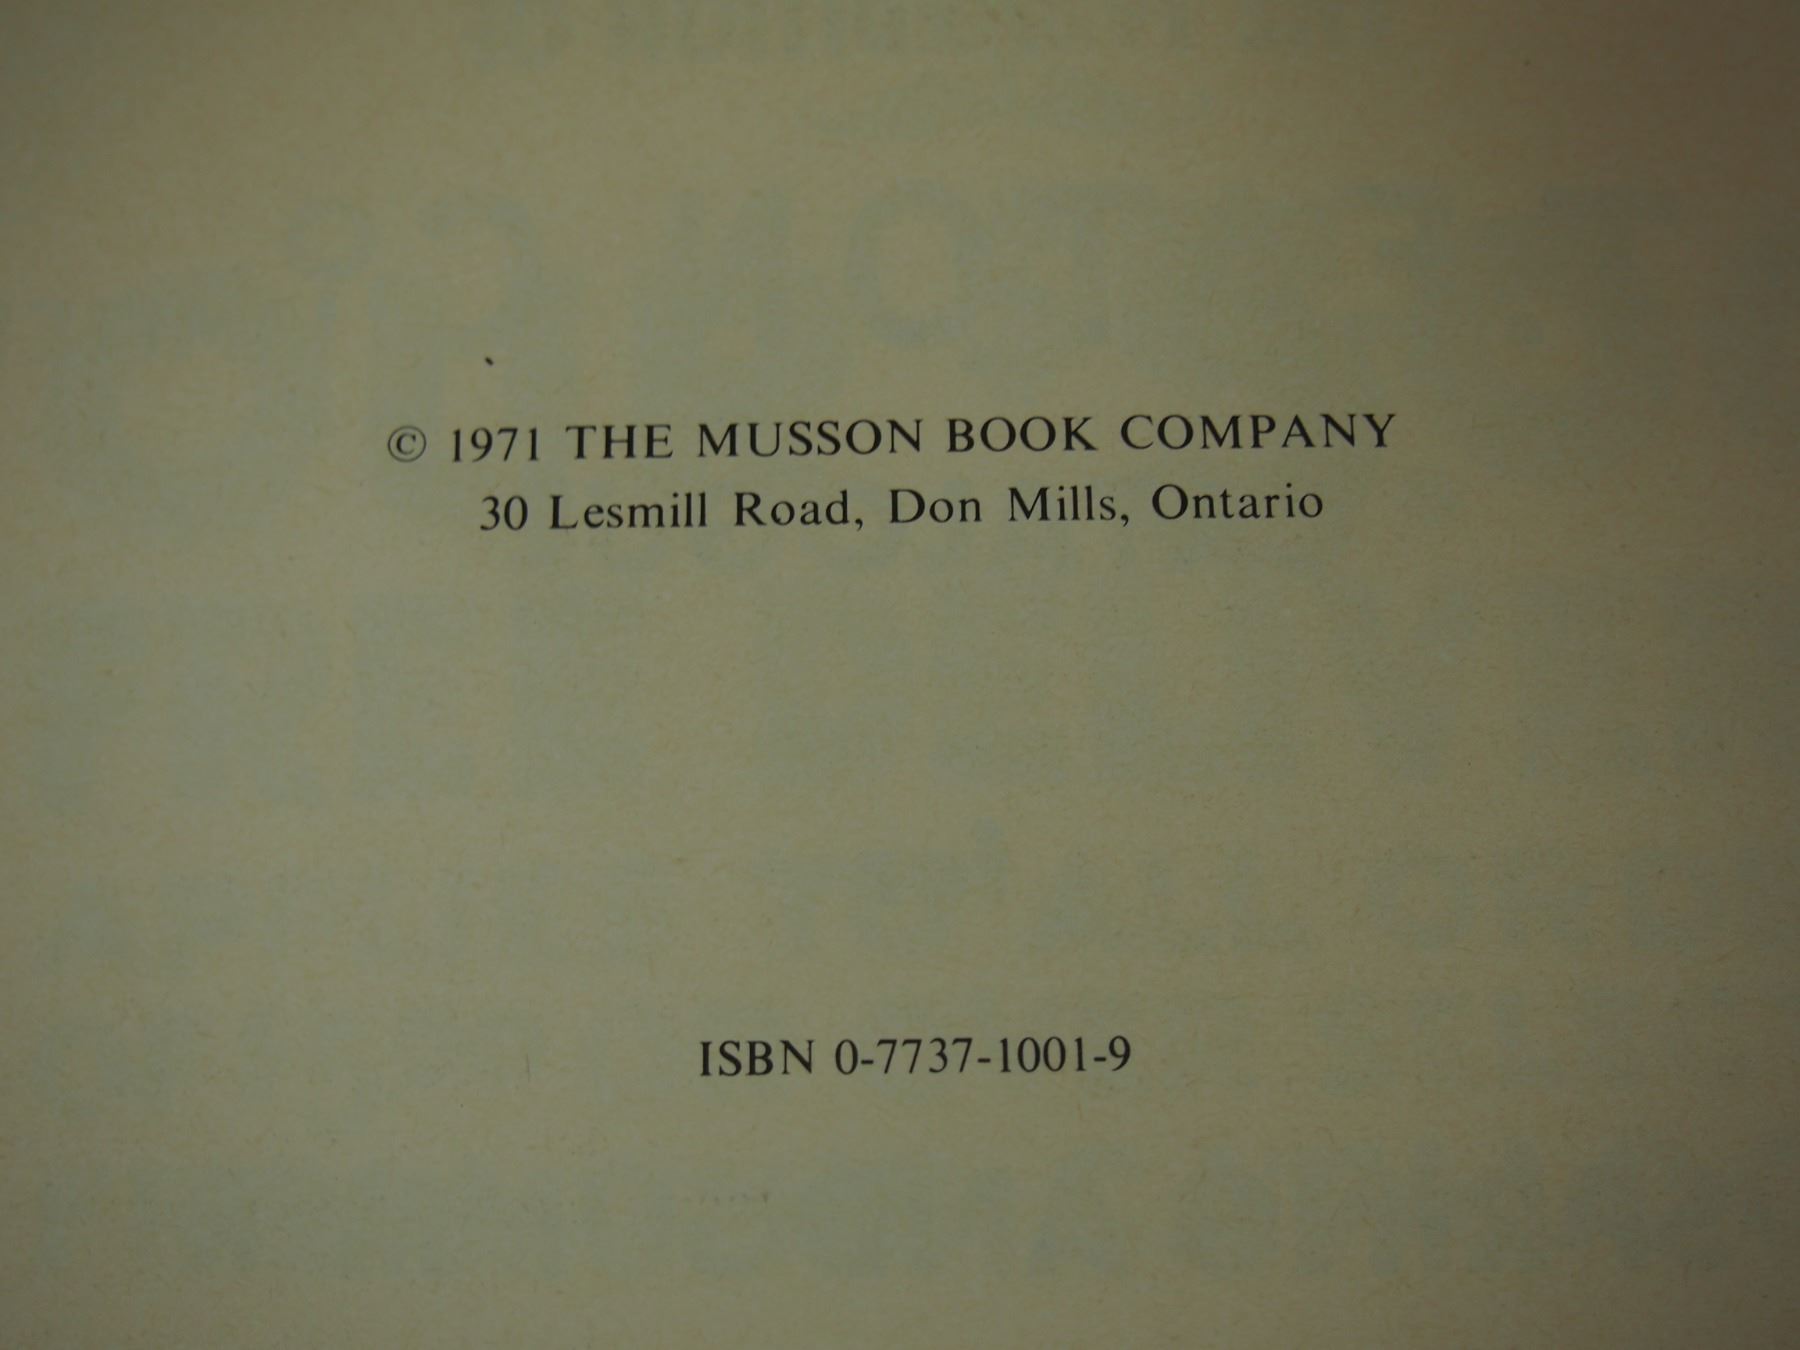 © 1971 THE MUSSON BOOK COMPANY
30 Lesmill Road, Don Mills, Ontario
ISBN 0-7737-1001-9